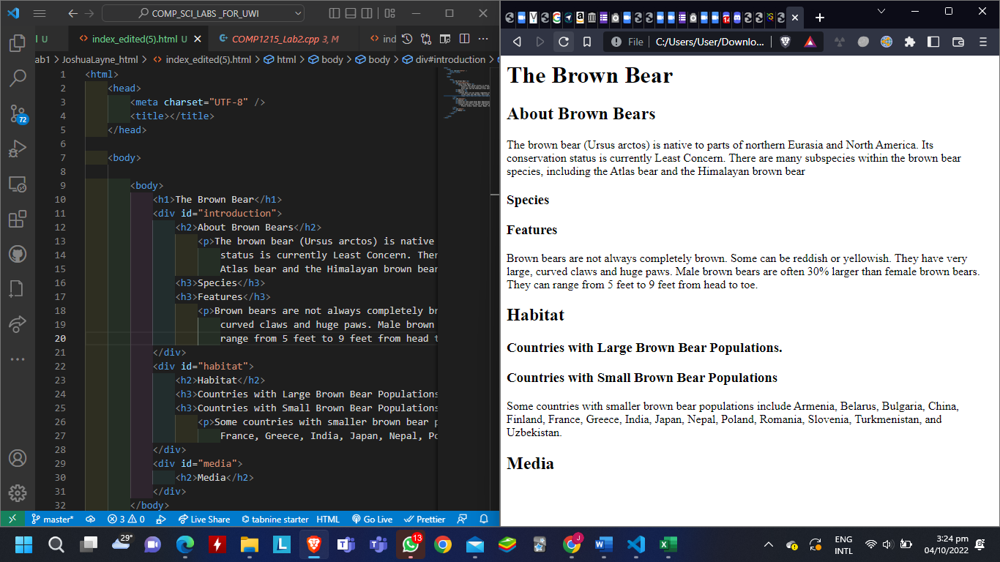 COMP_SCI_LABS _FOR_UWI
l U
index_edited(5).html U
COMP1215_Lab2.cpp 3, M
ind
ab1 > JoshuaLayne_html > index_edited(5).html > html > body > body > div#introduction >
1 <html>
2 <head>
3 <meta charset="UTF-8" />
4 <title></title>
5 </head>
6
7 <body>
8
9 <body>
10 <h1>The Brown Bear</h1>
11 <div id="introduction">
12 <h2>About Brown Bears</h2>
13 <p>The brown bear (Ursus arctos) is native
14 status is currently Least Concern. Ther
15 Atlas bear and the Himalayan brown bear
16 <h3>Species</h3>
17 <h3>Features</h3>
18 <p>Brown bears are not always completely br
19 curved claws and huge paws. Male brown
20 range from 5 feet to 9 feet from head t
21 </div>
22 <div id="habitat">
23 <h2>Habitat</h2>
24 <h3>Countries with Large Brown Bear Populations
25 <h3>Countries with Small Brown Bear Populations
26 <p>Some countries with smaller brown bear p
27 France, Greece, India, Japan, Nepal, Po
28 </div>
29 <div id="media">
30 <h2>Media</h2>
31 </div>
32 </body>
72
master* 3 0 Live Share tabnine starter HTML Go Live Prettier
File C:/Users/User/Downlo...
The Brown Bear
About Brown Bears
The brown bear (Ursus arctos) is native to parts of northern Eurasia and North America. Its
conservation status is currently Least Concern. There are many subspecies within the brown bear
species, including the Atlas bear and the Himalayan brown bear
Species
Features
Brown bears are not always completely brown. Some can be reddish or yellowish. They have very
large, curved claws and huge paws. Male brown bears are often 30% larger than female brown bears.
They can range from 5 feet to 9 feet from head to toe.
Habitat
Countries with Large Brown Bear Populations.
Countries with Small Brown Bear Populations
Some countries with smaller brown bear populations include Armenia, Belarus, Bulgaria, China,
Finland, France, Greece, India, Japan, Nepal, Poland, Romania, Slovenia, Turkmenistan, and
Uzbekistan.
Media
29°
13
ENG
INTL
3:24 pm
04/10/2022